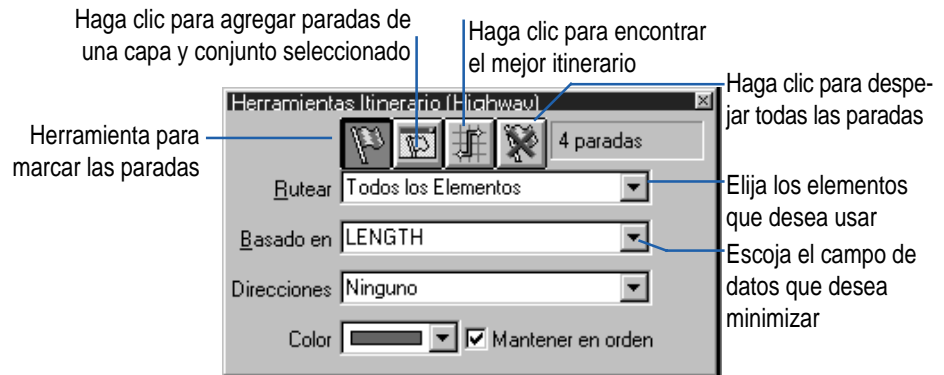 Haga clic para agregar paradas de
una capa y conjunto seleccionado
Haga clic para encontrar
el mejor itinerario
Haga clic para despe-
jar todas las paradas
Herramienta para
marcar las paradas
Herramientas Itinerario (Highway)
4 paradas
Rutear Todos los Elementos
Basado en LENGTH
Direcciones Ninguno
Color Mantener en orden
Elija los elementos
que desea usar
Escoja el campo de
datos que desea
minimizar